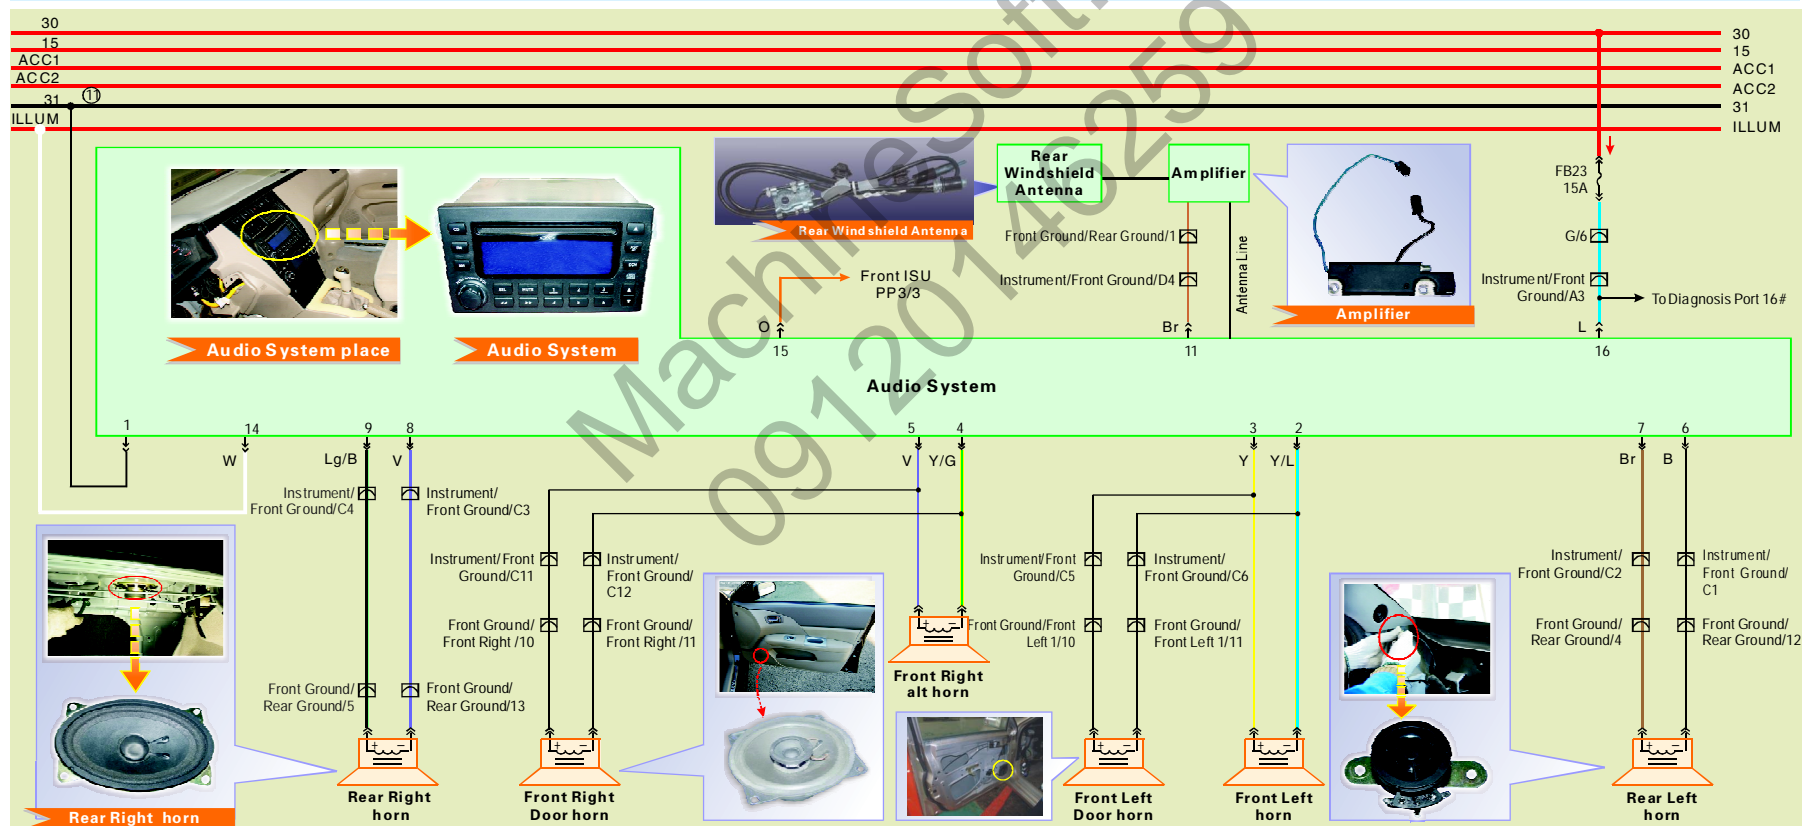 30
15
ACC1
ACC2
31
11
ILLUM
30
15
ACC1
ACC2
31
ILLUM
MachineSoft.
09120146259
Rear
Windshield
Antenna
Amplifier
FB23
15A
Rear Windshield Antenna
Front Ground/Rear Ground/1
G/6
Front ISU
PP3/3
Instrument/Front Ground/D4
Antenna Line
Instrument/Front
Ground/A3
To Diagnosis Port 16#
Amplifier
O
Br
L
Audio System place
Audio System
15
11
16
Audio System
1
14
9
8
5
4
3
2
7
6
W
Lg/B
V
V
Y/G
Y
Y/L
Br
B
Instrument/
Front Ground/C4
Instrument/
Front Ground/C3
Instrument/Front
Ground/C11
Instrument/
Front Ground/
C12
Instrument/Front
Ground/C5
Instrument/
Front Ground/C6
Instrument/
Front Ground/C2
Instrument/
Front Ground/
C1
Front Ground/
Front Right /10
Front Ground/
Front Right /11
Front Ground/Front
Left 1/10
Front Ground/
Front Left 1/11
Front Ground/
Rear Ground/4
Front Ground/
Rear Ground/12
Front Ground/
Rear Ground/5
Front Ground/
Rear Ground/13
+ −
Front Right
alt horn
+ −
Rear Right
horn
+ −
Front Right
Door horn
+ −
Front Left
Door horn
+ −
Front Left
horn
+ −
Rear Left
horn
Rear Right horn